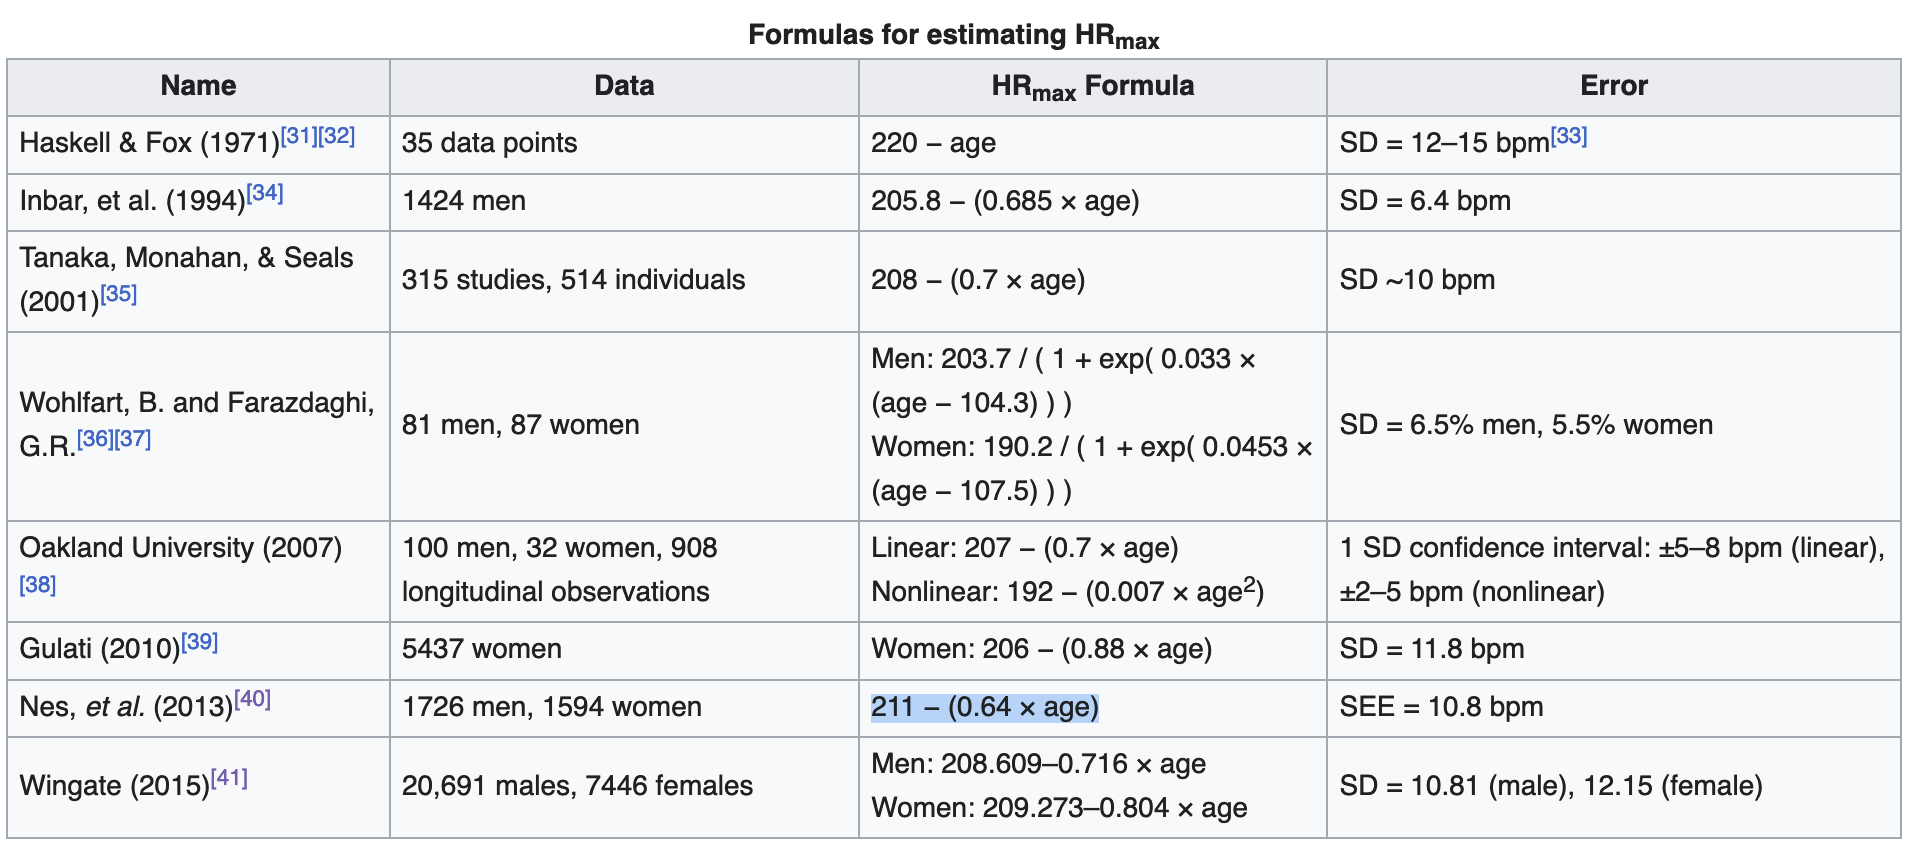 Formulas for estimating HRmax
Name Data HRmax Formula Error
Haskell & Fox (1971)[31][32] 35 data points 220 – age SD = 12–15 bpm[33]
Inbar, et al. (1994)[34] 1424 men 205.8 – (0.685 × age) SD = 6.4 bpm
Tanaka, Monahan, & Seals
(2001)[35] 315 studies, 514 individuals 208 – (0.7 × age) SD ~10 bpm
Wohlfart, B. and Farazdaghi,
G.R.[36][37] 81 men, 87 women
Men: 203.7 / ( 1 + exp( 0.033 ×
(age – 104.3) ) )
Women: 190.2 / ( 1 + exp( 0.0453 ×
(age – 107.5) ) )
SD = 6.5% men, 5.5% women
Oakland University (2007)
[38]
100 men, 32 women, 908
longitudinal observations
Linear: 207 – (0.7 × age)
Nonlinear: 192 – (0.007 × age²)
1 SD confidence interval: ±5–8 bpm (linear),
±2–5 bpm (nonlinear)
Gulati (2010)[39] 5437 women Women: 206 – (0.88 × age) SD = 11.8 bpm
Nes, et al. (2013)[40] 1726 men, 1594 women 211 – (0.64 × age) SEE = 10.8 bpm
Wingate (2015)[41] 20,691 males, 7446 females
Men: 208.609–0.716 × age
Women: 209.273–0.804 × age
SD = 10.81 (male), 12.15 (female)